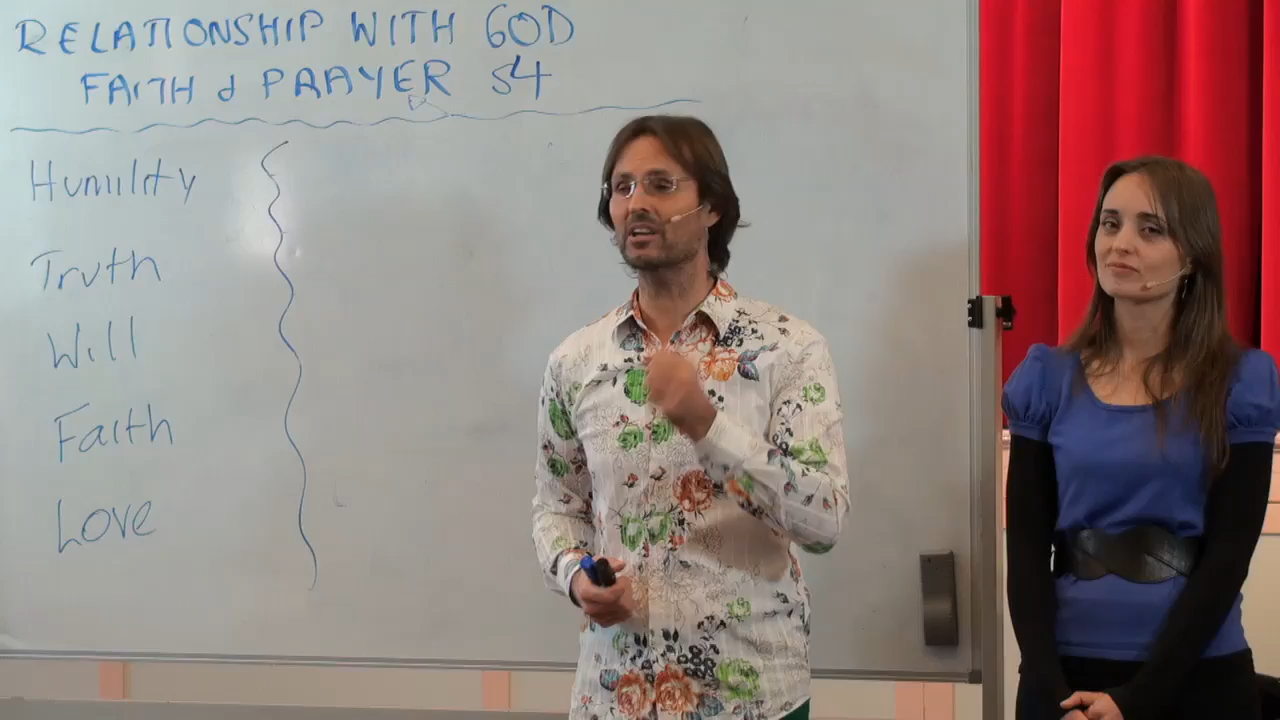 RELATIONSHIP WITH GOD
FAITH & PRAYER S4
Humility
Truth
Will
Faith
Love